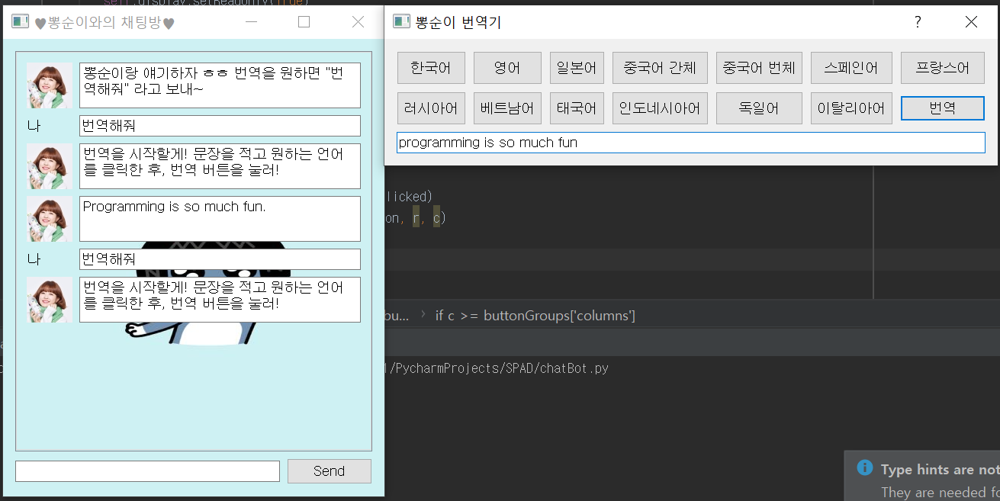 self.display.setReadOnly(True)
♥뽕순이와의 채팅방♥
뽕순이랑 얘기하자 ㅎㅎ 번역을 원하면 "번
역해줘" 라고 보내~
나
번역해줘
번역을 시작할게! 문장을 적고 원하는 언어
를 클릭한 후, 번역 버튼을 눌러!
Programming is so much fun.
나
번역해줘
번역을 시작할게! 문장을 적고 원하는 언어
를 클릭한 후, 번역 버튼을 눌러!
Send
뽕순이 번역기
?
한국어 영어 일본어 중국어 간체 중국어 번체 스페인어 프랑스어
러시아어 베트남어 태국어 인도네시아어 독일어 이탈리아어 번역
programming is so much fun
licked)
on, r, c)
bu... › if c >= buttonGroups['columns']
1/PycharmProjects/SPAD/chatBot.py
Type hints are not
They are needed fo